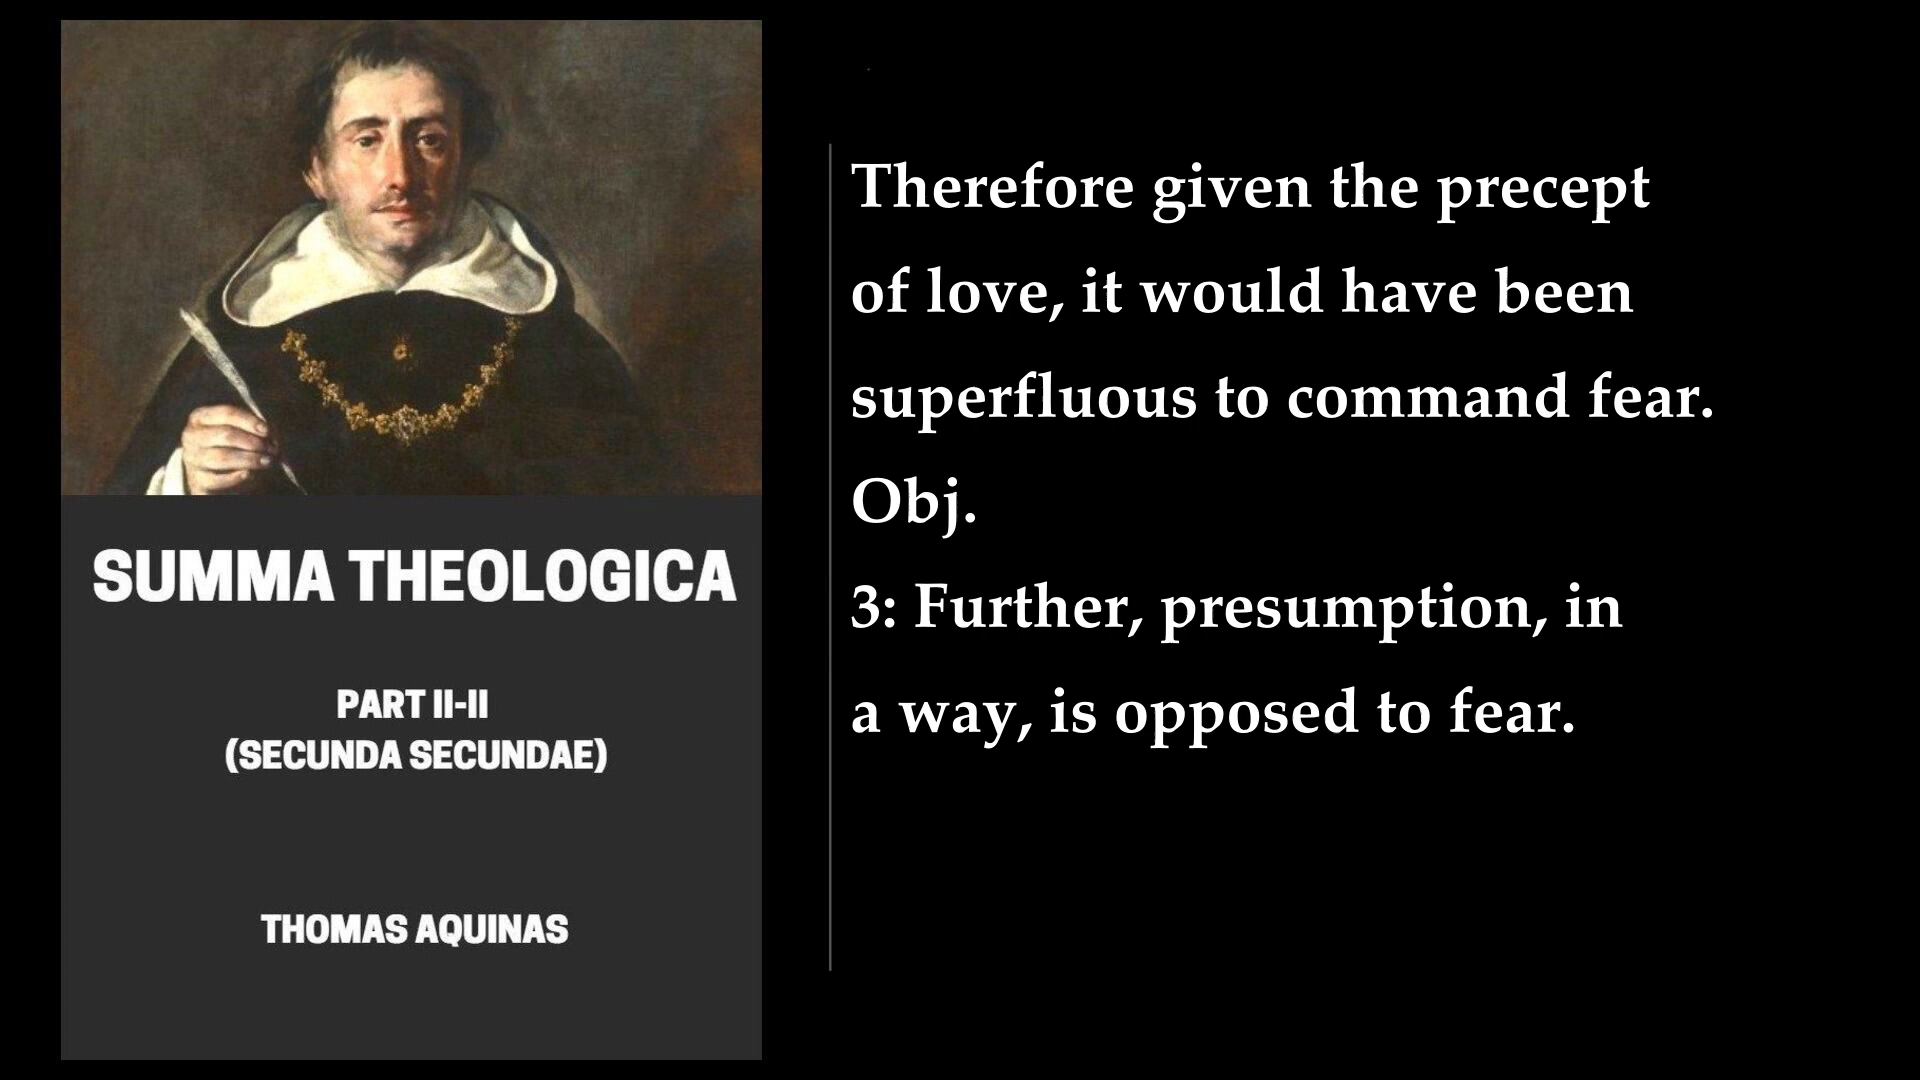 SUMMA THEOLOGICA
PART II-II
(SECUNDA SECUNDAE)
THOMAS AQUINAS
Therefore given the precept
of love, it would have been
superfluous to command fear.
Obj.
3: Further, presumption, in
a way, is opposed to fear.